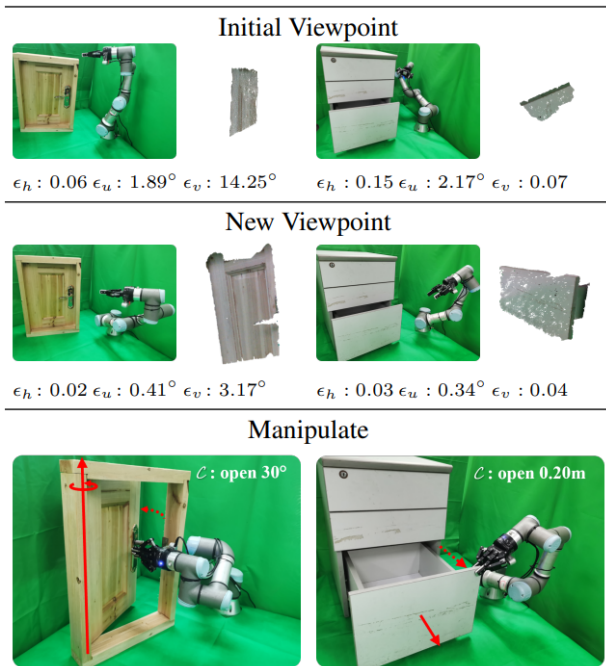 Initial Viewpoint
ϵh : 0.06 ϵu : 1.89° ϵv : 14.25° ϵh : 0.15 ϵu : 2.17° ϵv : 0.07
New Viewpoint
ϵh : 0.02 ϵu : 0.41° ϵv : 3.17° ϵh : 0.03 ϵu : 0.34° ϵv : 0.04
Manipulate
𝒞: open 30° 𝒞: open 0.20m